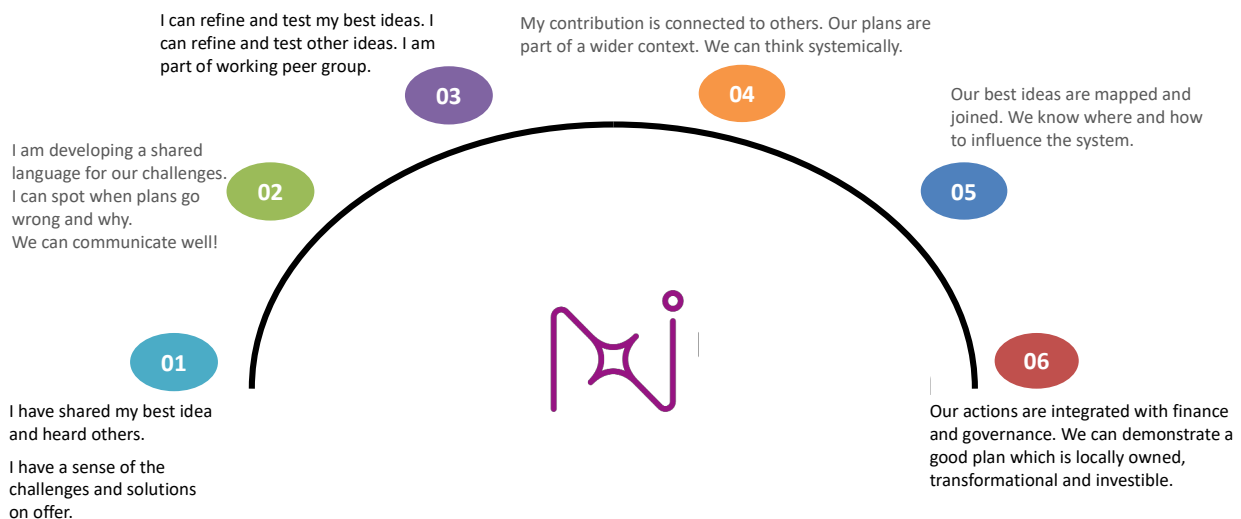 01
I have shared my best idea
and heard others.
I have a sense of the
challenges and solutions
on offer.
02
I am developing a shared
language for our challenges.
I can spot when plans go
wrong and why.
We can communicate well!
03
I can refine and test my best ideas. I
can refine and test other ideas. I am
part of working peer group.
04
My contribution is connected to others. Our plans are
part of a wider context. We can think systemically.
05
Our best ideas are mapped and
joined. We know where and how
to influence the system.
06
Our actions are integrated with finance
and governance. We can demonstrate a
good plan which is locally owned,
transformational and investible.